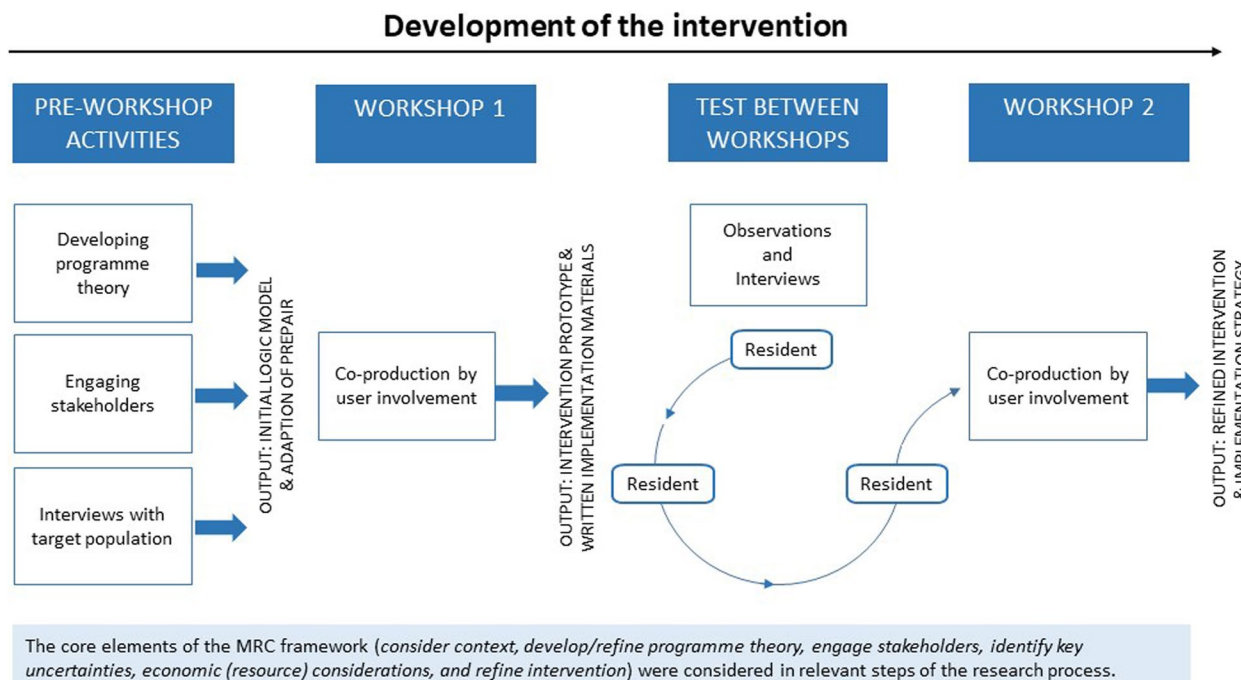 Development of the intervention
PRE-WORKSHOP
ACTIVITIES
WORKSHOP 1
TEST BETWEEN
WORKSHOPS
WORKSHOP 2
Developing
programme
theory
Engaging
stakeholders
Interviews with
target population
OUTPUT: INITIAL LOGIC MODEL
& ADAPTION OF PREPAIR
Co-production by
user involvement
OUTPUT: INTERVENTION PROTOTYPE &
WRITTEN IMPLEMENTATION MATERIALS
Observations
and
Interviews
Resident
Resident
Resident
Co-production by
user involvement
OUTPUT: REFINED INTERVENTION
& IMPLEMENTATION STRATEGY
The core elements of the MRC framework (consider context, develop/refine programme theory, engage stakeholders, identify key
uncertainties, economic (resource) considerations, and refine intervention) were considered in relevant steps of the research process.